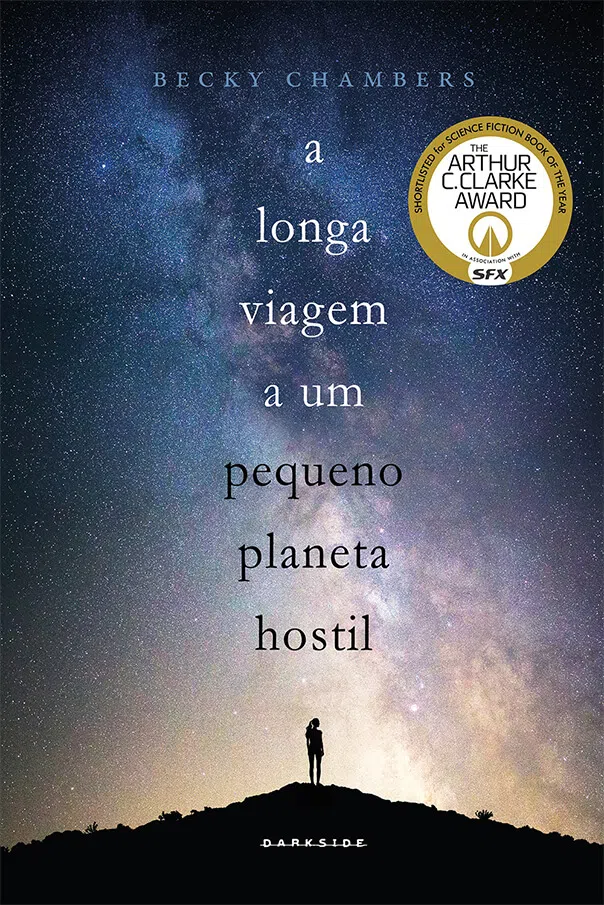 BECKY CHAMBERS
a
longa
viagem
a um
pequeno
planeta
hostil
SHORTLISTED for SCIENCE FICTION BOOK OF THE YEAR
THE
ARTHUR
C.CLARKE
AWARD
IN ASSOCIATION WITH
SFX
DARKSIDE